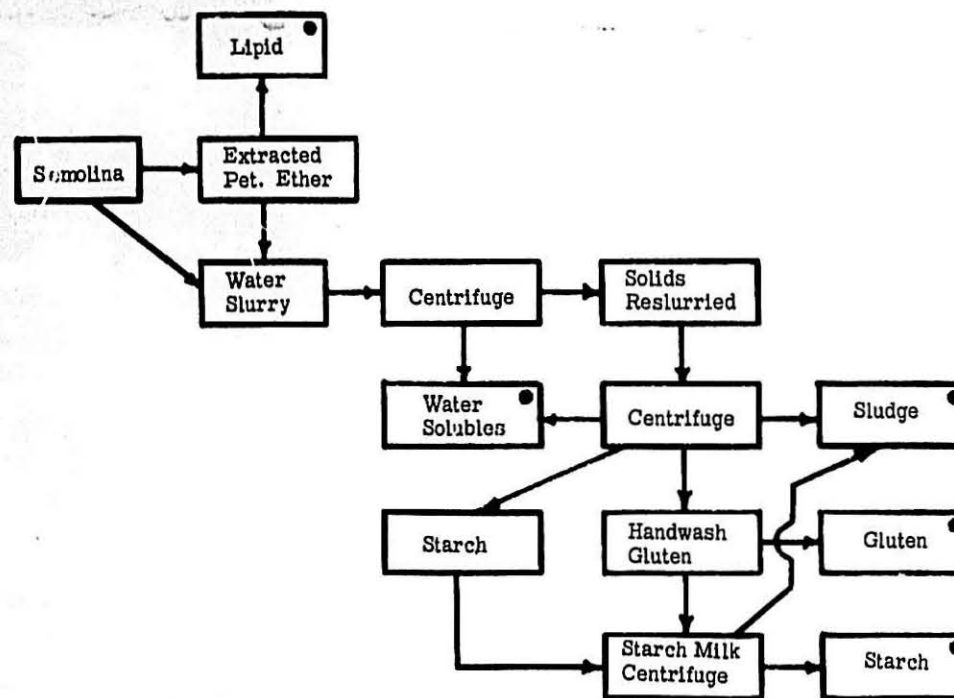 Lipid
Semolina
Extracted
Pet. Ether
Water
Slurry
Centrifuge
Solids
Reslurried
Water
Solubles
Centrifuge
Sludge
Starch
Handwash
Gluten
Gluten
Starch Milk
Centrifuge
Starch